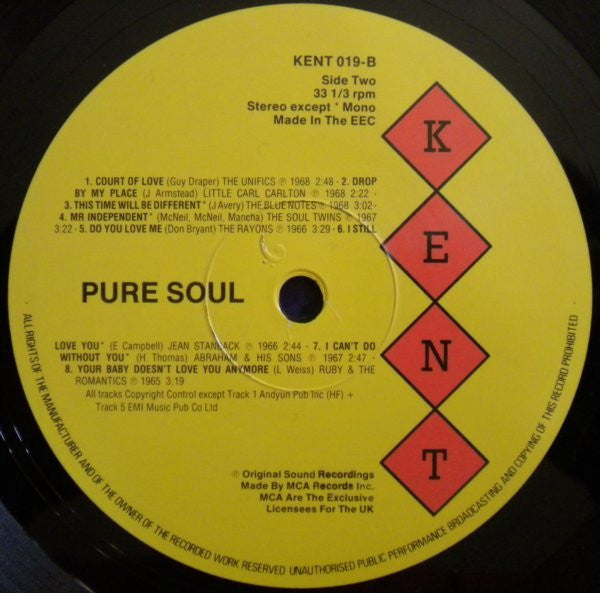 KENT 019-B
Side Two
33 1/3 rpm
Stereo except * Mono
Made In The EEC
1. COURT OF LOVE (Guy Draper) THE UNIFICS ℗ 1968 2:48 · 2. DROP
BY MY PLACE (J Armstead) LITTLE CARL CARLTON ℗ 1968 2:22 ·
3. THIS TIME WILL BE DIFFERENT* (J Avery) THE BLUE NOTES ℗ 1968 3:02 ·
4. MR INDEPENDENT* (McNeil, McNeil, Mancha) THE SOUL TWINS ℗ 1967
3:22 · 5. DO YOU LOVE ME (Don Bryant) THE RAYONS ℗ 1966 3:29 · 6. I STILL
PURE SOUL
LOVE YOU* (E Campbell) JEAN STANBACK ℗ 1966 2:44 · 7. I CAN'T DO
WITHOUT YOU* (H Thomas) ABRAHAM & HIS SONS ℗ 1967 2:47 ·
8. YOUR BABY DOESN'T LOVE YOU ANYMORE (L Weiss) RUBY & THE
ROMANTICS ℗ 1965 3:19
All tracks Copyright Control except Track 1 Andyun Pub Inc (HF) +
Track 5 EMI Music Pub Co Ltd
K
E
N
T
℗ Original Sound Recordings
Made By MCA Records Inc.
MCA Are The Exclusive
Licensees For The UK
ALL RIGHTS OF THE MANUFACTURER AND OF THE OWNER OF THE RECORDED WORK RESERVED UNAUTHORISED PUBLIC PERFORMANCE BROADCASTING AND COPYING OF THIS RECORD PROHIBITED